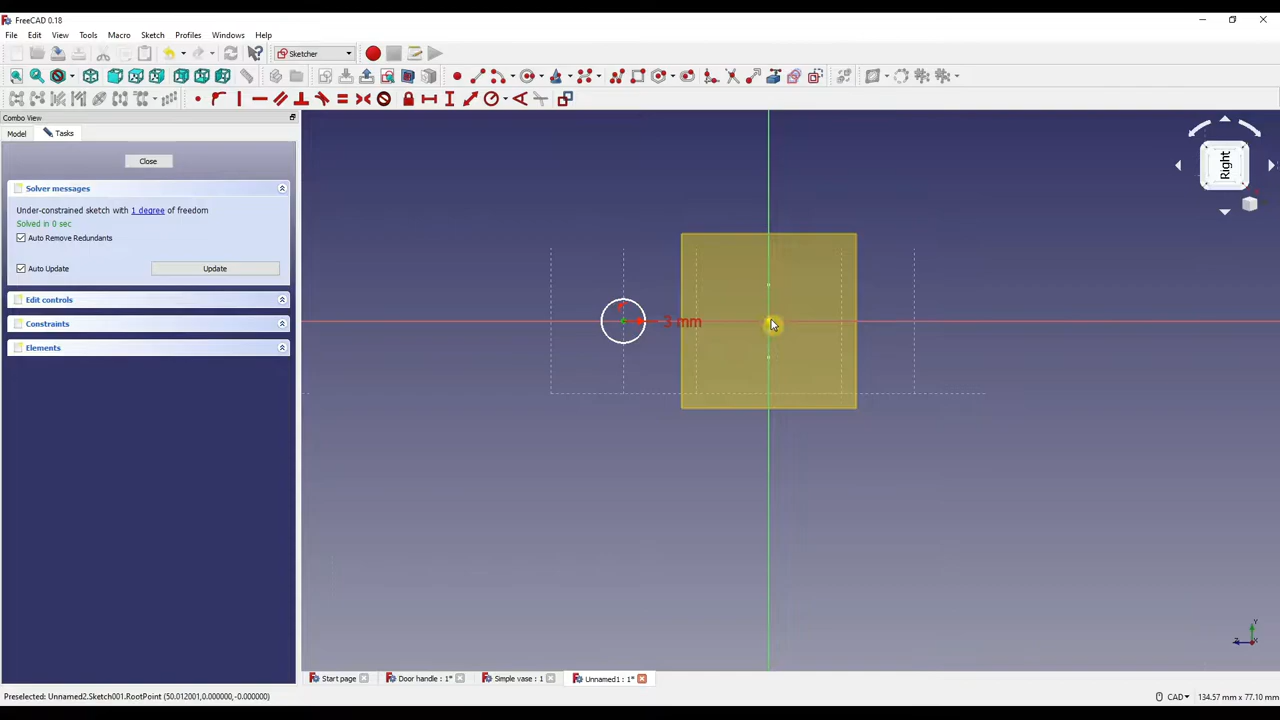 FreeCAD 0.18
File Edit View Tools Macro Sketch Profiles Windows Help
Sketcher
Combo View
Model Tasks
Close
Solver messages
Under-constrained sketch with 1 degree of freedom
Solved in 0 sec
Auto Remove Redundants
Auto Update Update
Edit controls
Constraints
Elements
3 mm
Right
Y
Z X
Start page Door handle : 1* Simple vase : 1 Unnamed1 : 1*
Preselected: Unnamed2.Sketch001.RootPoint (50.012001,0.000000,-0.000000) CAD 134.57 mm x 77.10 mm